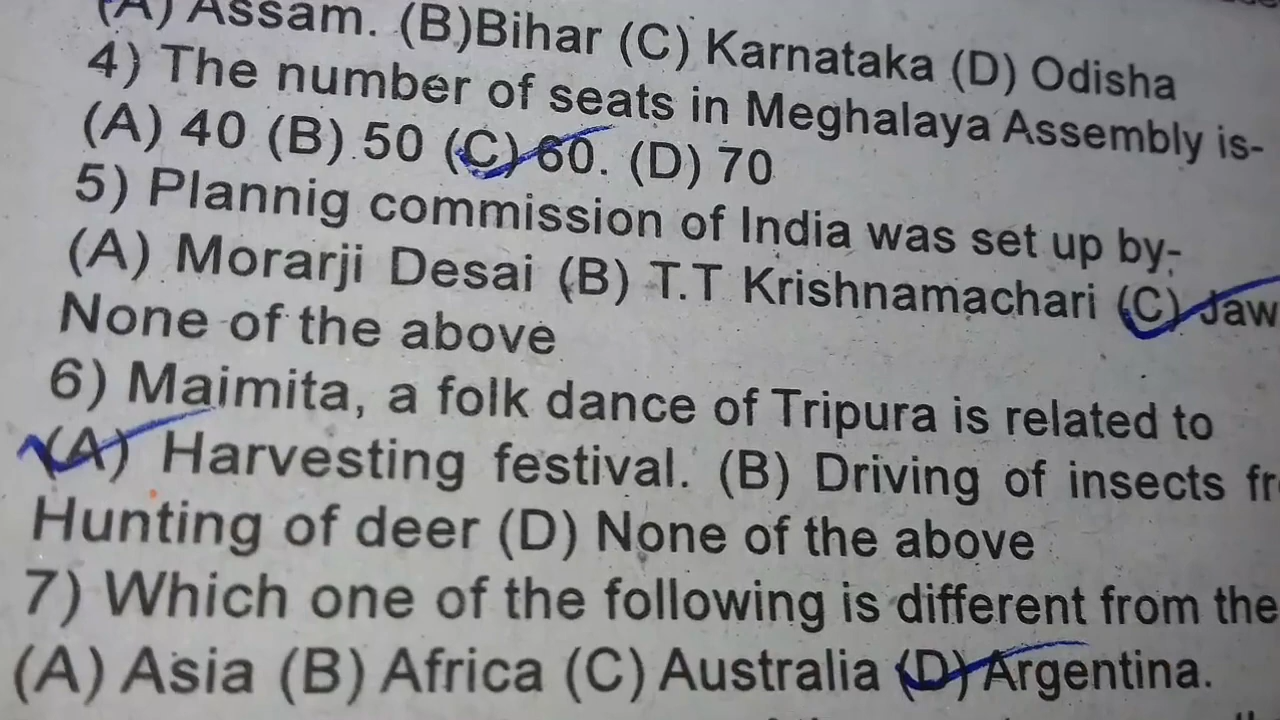 (A) Assam. (B)Bihar (C) Karnataka (D) Odisha
4) The number of seats in Meghalaya Assembly is-
(A) 40 (B) 50 (C) 60. (D) 70
5) Plannig commission of India was set up by-
(A) Morarji Desai (B) T.T Krishnamachari (C) Jaw
None of the above
6) Maimita, a folk dance of Tripura is related to
(A) Harvesting festival. (B) Driving of insects fr
Hunting of deer (D) None of the above
7) Which one of the following is different from the
(A) Asia (B) Africa (C) Australia (D) Argentina.